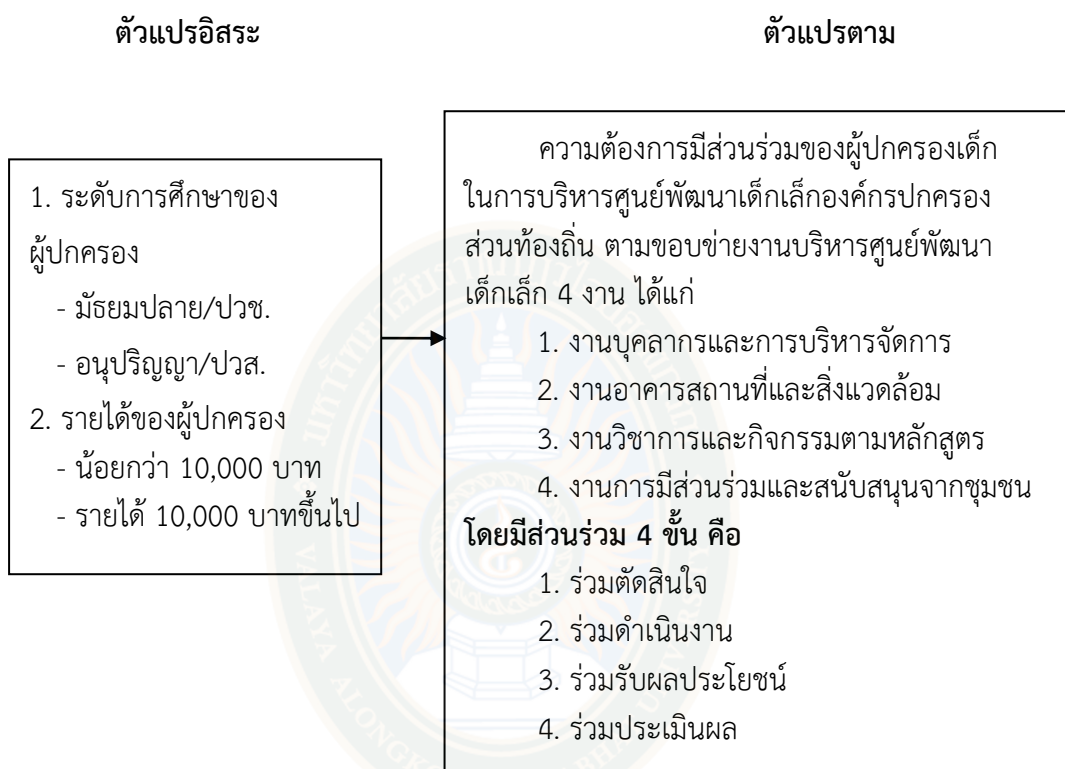 ตัวแปรอิสระ
ตัวแปรตาม
1. ระดับการศึกษาของ
ผู้ปกครอง
- มัธยมปลาย/ปวช.
- อนุปริญญา/ปวส.
2. รายได้ของผู้ปกครอง
- น้อยกว่า 10,000 บาท
- รายได้ 10,000 บาทขึ้นไป
ความต้องการมีส่วนร่วมของผู้ปกครองเด็ก
ในการบริหารศูนย์พัฒนาเด็กเล็กองค์กรปกครอง
ส่วนท้องถิ่น ตามขอบข่ายงานบริหารศูนย์พัฒนา
เด็กเล็ก 4 งาน ได้แก่
1. งานบุคลากรและการบริหารจัดการ
2. งานอาคารสถานที่และสิ่งแวดล้อม
3. งานวิชาการและกิจกรรมตามหลักสูตร
4. งานการมีส่วนร่วมและสนับสนุนจากชุมชน
โดยมีส่วนร่วม 4 ขั้น คือ
1. ร่วมตัดสินใจ
2. ร่วมดำเนินงาน
3. ร่วมรับผลประโยชน์
4. ร่วมประเมินผล